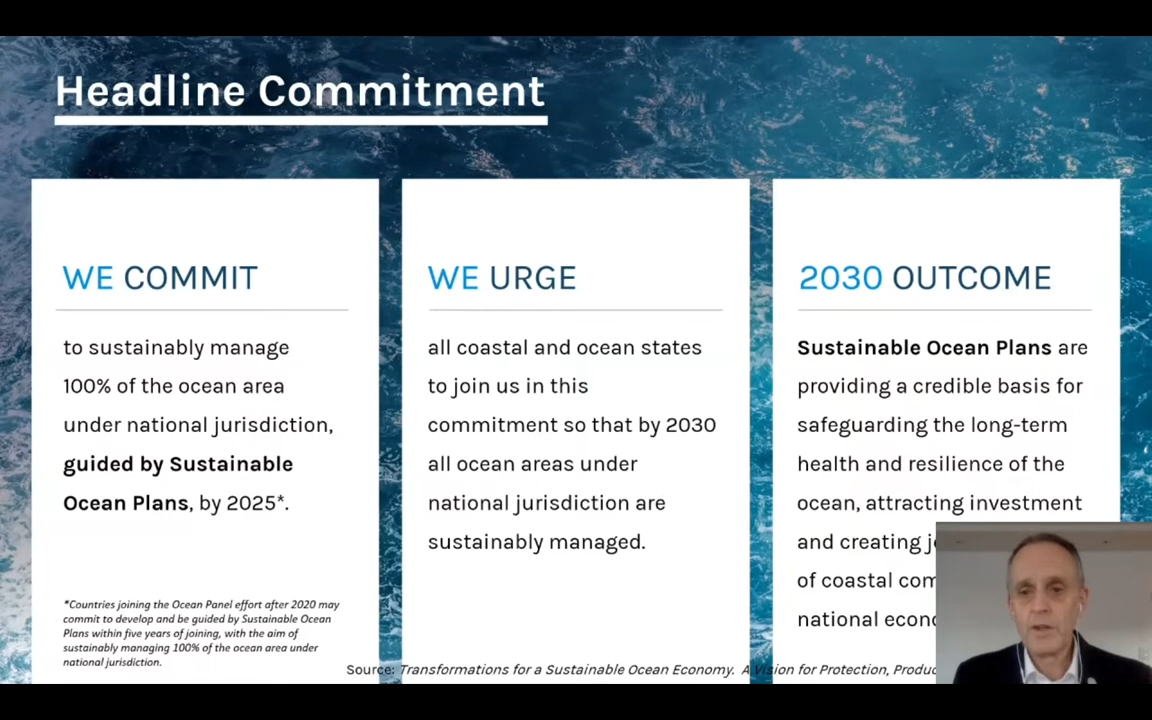 Headline Commitment
WE COMMIT
to sustainably manage
100% of the ocean area
under national jurisdiction,
guided by Sustainable
Ocean Plans, by 2025*.
*Countries joining the Ocean Panel effort after 2020 may
commit to develop and be guided by Sustainable Ocean
Plans within five years of joining, with the aim of
sustainably managing 100% of the ocean area under
national jurisdiction.
WE URGE
all coastal and ocean states
to join us in this
commitment so that by 2030
all ocean areas under
national jurisdiction are
sustainably managed.
2030 OUTCOME
Sustainable Ocean Plans are
providing a credible basis for
safeguarding the long-term
health and resilience of the
ocean, attracting investment
and creating
of coastal
national
Source: Transformations for a Sustainable Ocean Economy. A Vision for Protection,